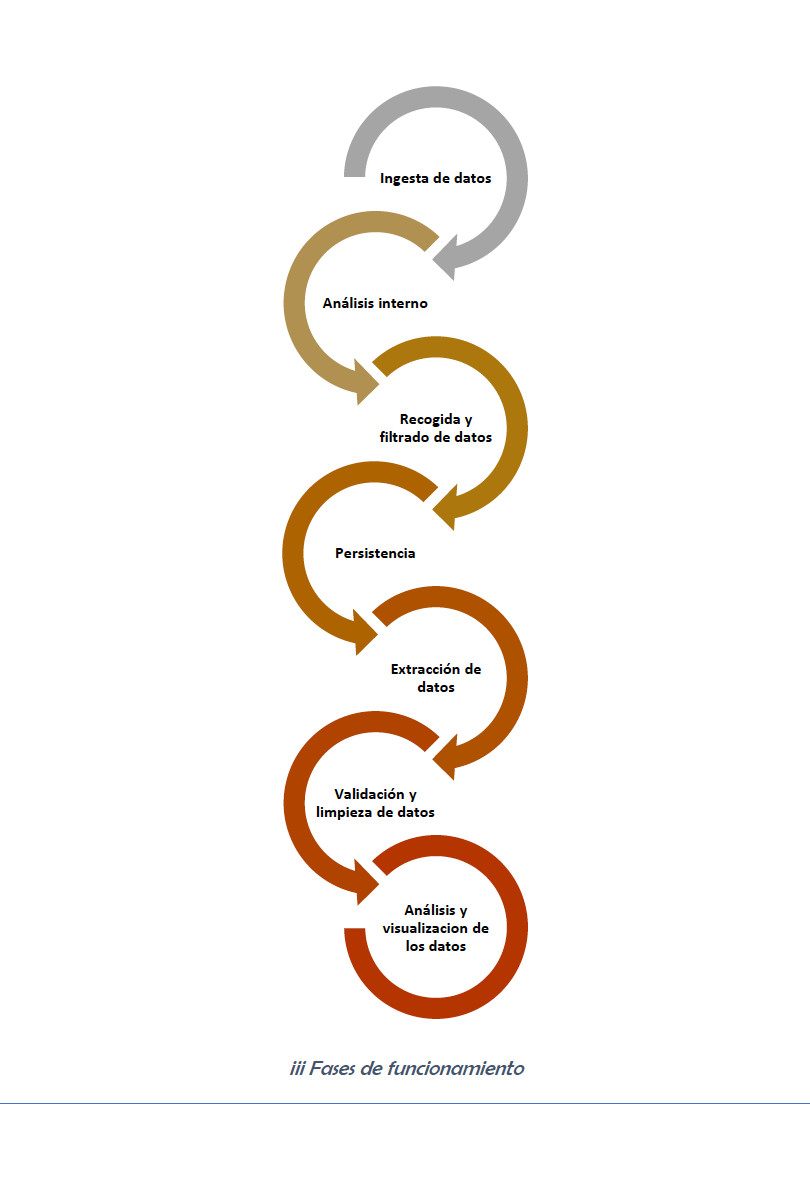 Ingesta de datos
Análisis interno
Recogida y
filtrado de datos
Persistencia
Extracción de
datos
Validación y
limpieza de datos
Análisis y
visualizacion de
los datos
iii Fases de funcionamiento